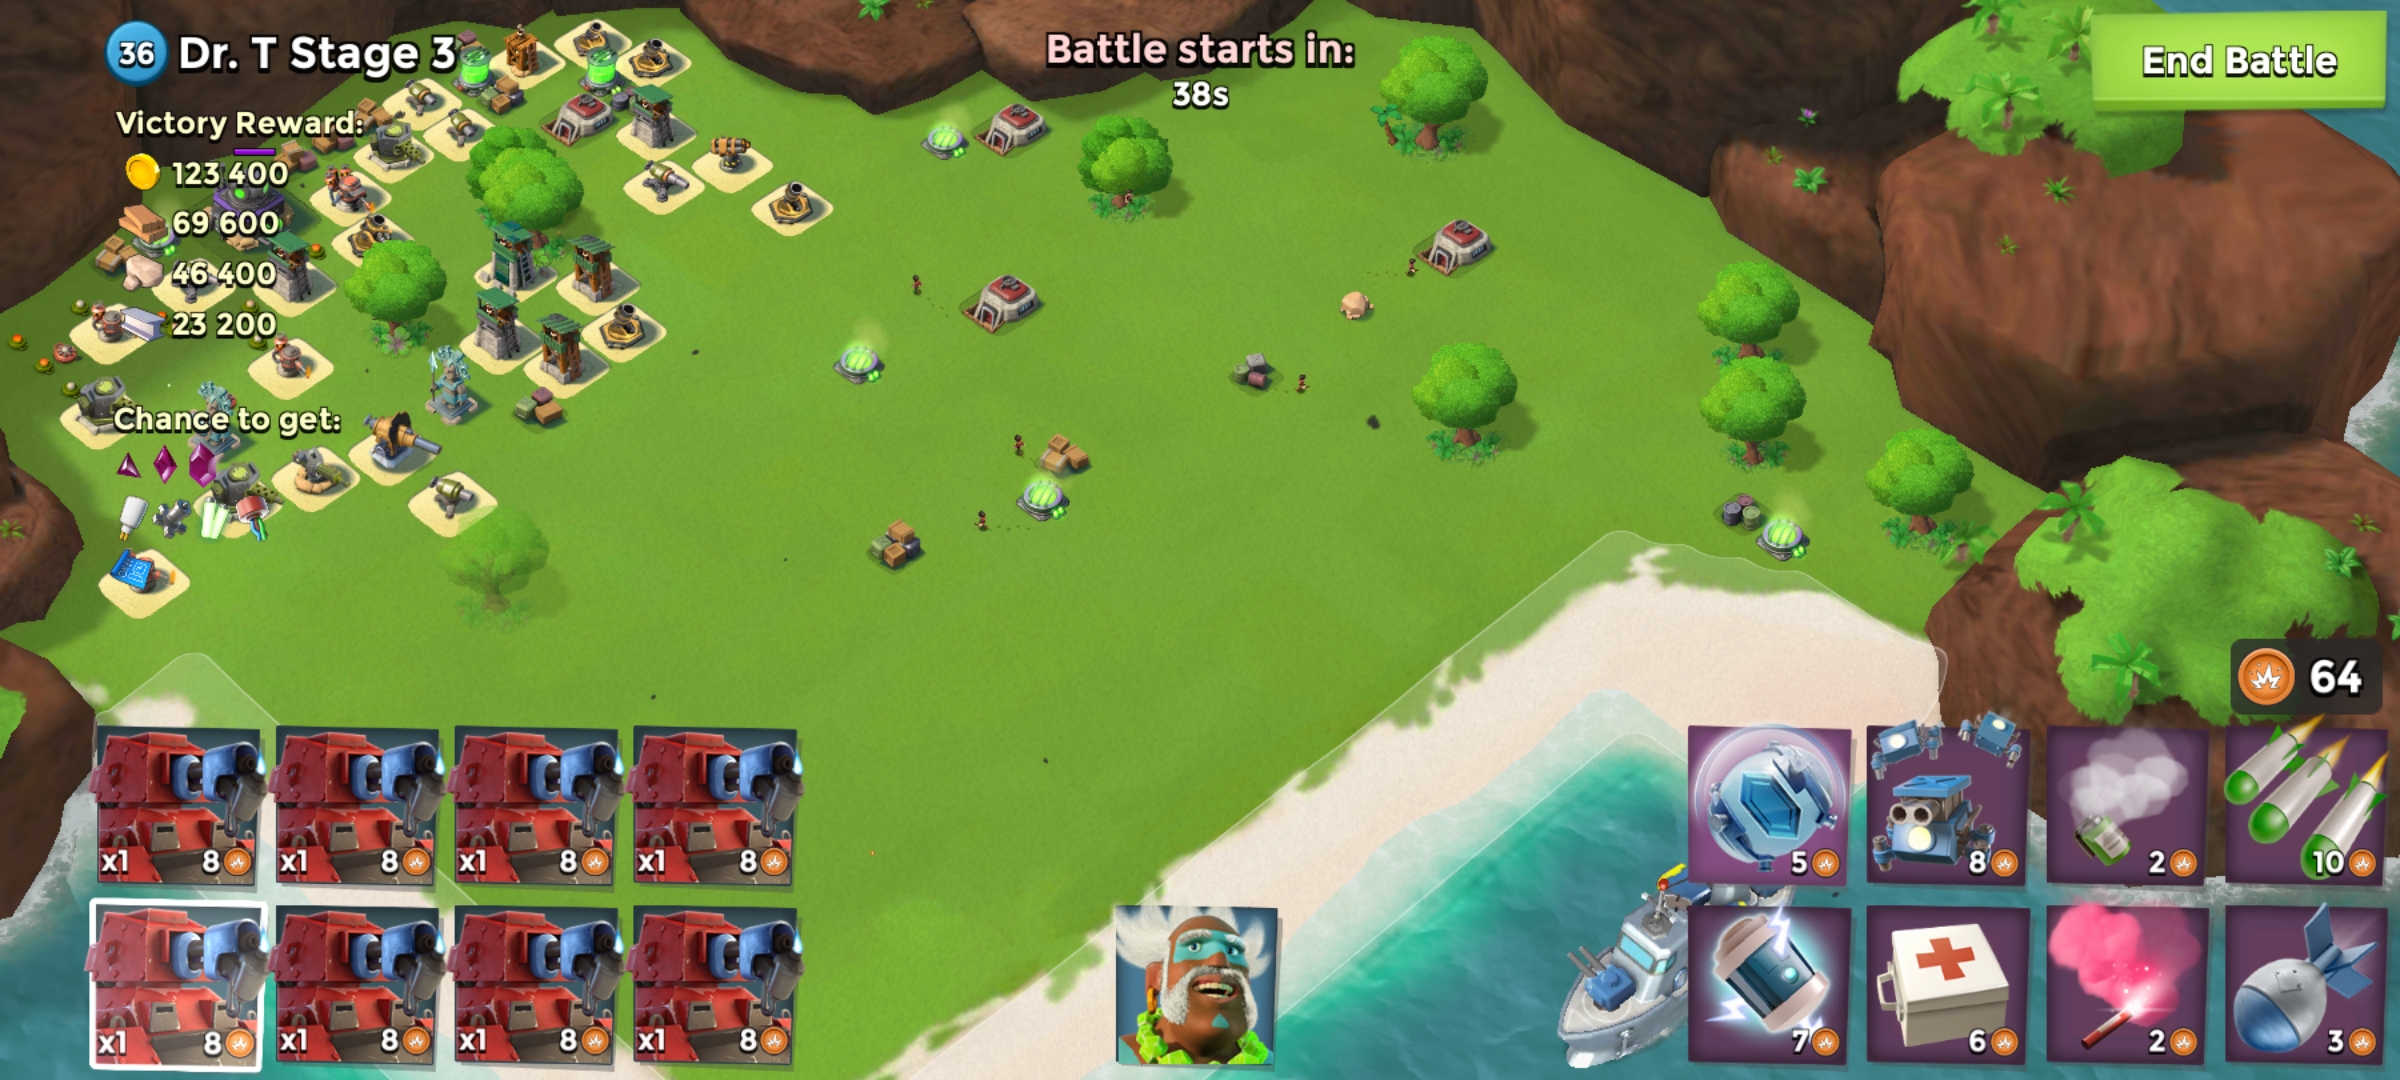 36 Dr. T Stage 3
Battle starts in:
38s
End Battle
Victory Reward:
123 400
69 600
46 400
23 200
Chance to get:
64
x1 8 x1 8 x1 8 x1 8
5 8 2 10
x1 8 x1 8 x1 8 x1 8
7 6 2 3